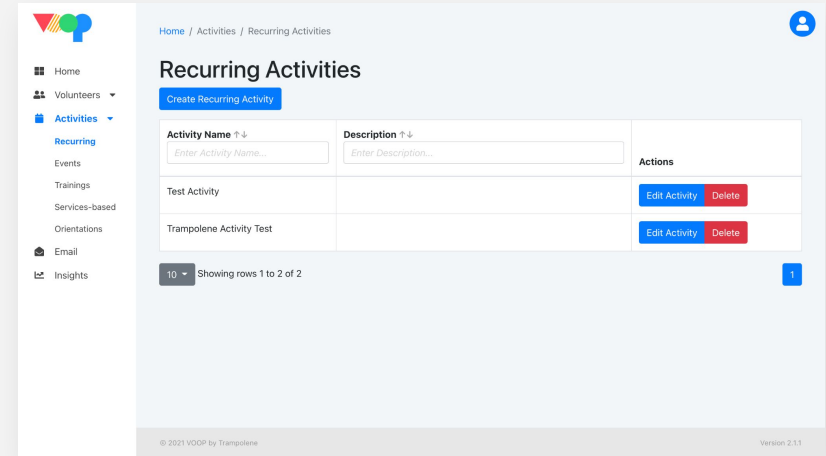 VOOP
Home / Activities / Recurring Activities
Home
Volunteers
Activities
Recurring
Events
Trainings
Services-based
Orientations
Email
Insights
Recurring Activities
Create Recurring Activity
Activity Name ↑↓ Description ↑↓ Actions
Enter Activity Name... Enter Description...
Test Activity Edit Activity Delete
Trampolene Activity Test Edit Activity Delete
10 Showing rows 1 to 2 of 2 1
© 2021 VOOP by Trampolene Version 2.1.1